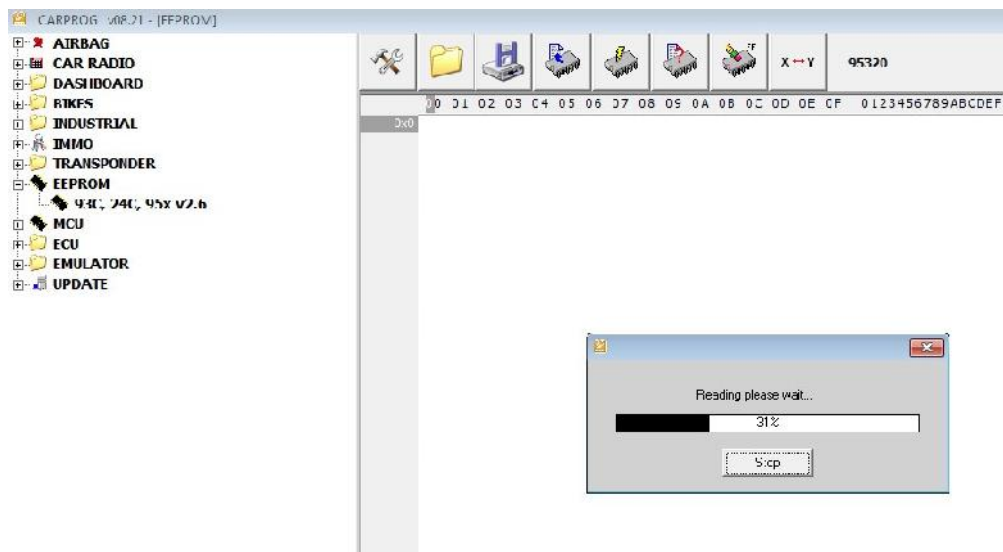 CARPROG v08.21 - [EEPROM]
AIRBAG
CAR RADIO
DASHBOARD
BIKES
INDUSTRIAL
IMMO
TRANSPONDER
EEPROM
93C, 24C, 95x v2.6
MCU
ECU
EMULATOR
UPDATE
FF
X↔Y
95320
00 01 02 03 04 05 06 07 08 09 0A 0B 0C 0D 0E 0F 0123456789ABCDEF
0x0
Reading please wait...
31%
Stop